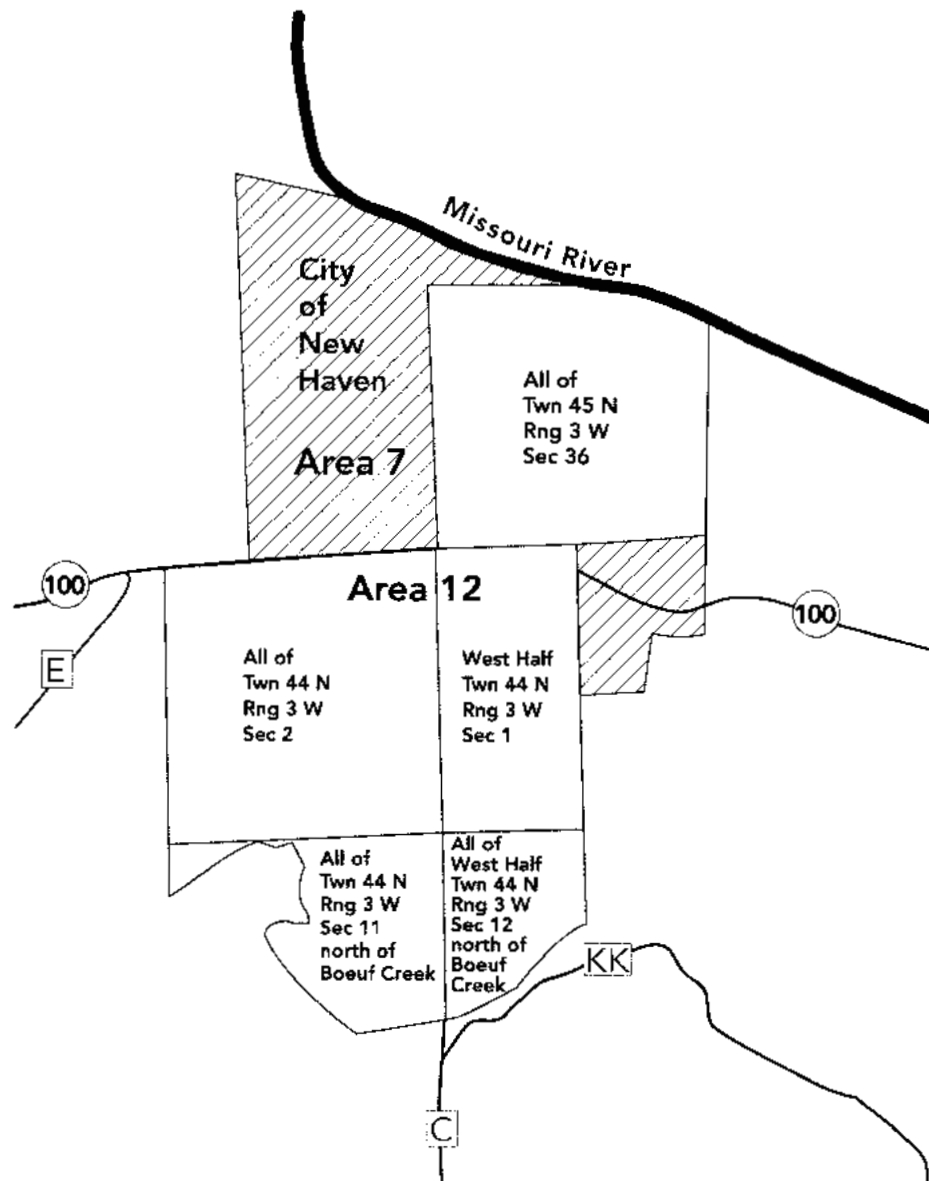 Missouri River
City
of
New
Haven
Area 7
All of
Twn 45 N
Rng 3 W
Sec 36
100
E
Area 12
100
All of
Twn 44 N
Rng 3 W
Sec 2
West Half
Twn 44 N
Rng 3 W
Sec 1
All of
Twn 44 N
Rng 3 W
Sec 11
north of
Boeuf Creek
All of
West Half
Twn 44 N
Rng 3 W
Sec 12
north of
Boeuf
Creek
KK
C